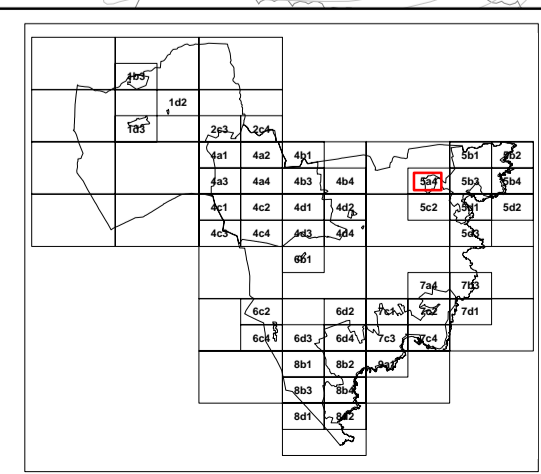 1b3
1d2
1d3
2c3 2c4
4a1 4a2 4b1 5b1 5b2
4a3 4a4 4b3 4b4 5a4 5b3 5b4
4c1 4c2 4d1 4d2 5c2 5d1 5d2
4c3 4c4 4d3 4d4 5d3
6b1
7a4 7b3
6c2 6d2 7c1 7c2 7d1
6c4 6d3 6d4 7c3 7c4
8b1 8b2 9a1
8b3 8b4
8d1 8d2